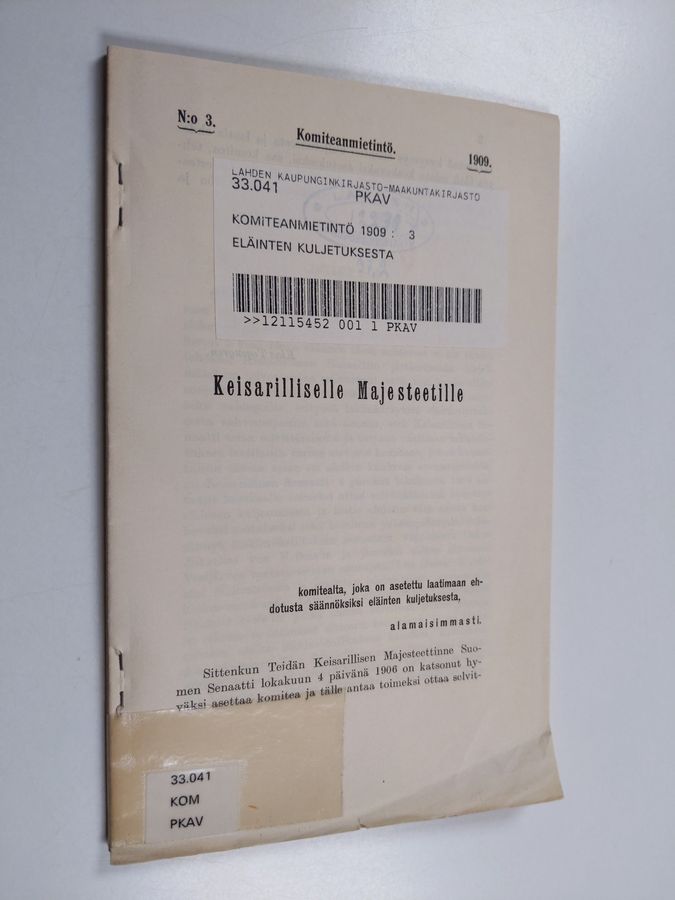 N:o 3.
Komiteanmietintö.
1909.
LAHDEN KAUPUNGINKIRJASTO-MAAKUNTAKIRJASTO
33.041 PKAV
KOMiTEANMIETINTÖ 1909 : 3
ELÄINTEN KULJETUKSESTA
>>12115452 001 1 PKAV
Keisarilliselle Majesteetille
komitealta, joka on asetettu laatimaan eh-
dotusta säännöksiksi eläinten kuljetuksesta,
alamaisimmasti.
Sittenkun Teidän Keisarillisen Majesteettinne Suo-
men Senaatti lokakuun 4 päivänä 1906 on katsonut hy-
väksi asettaa komitea ja tälle antaa toimeksi ottaa selvit-
33.041
KOM
PKAV